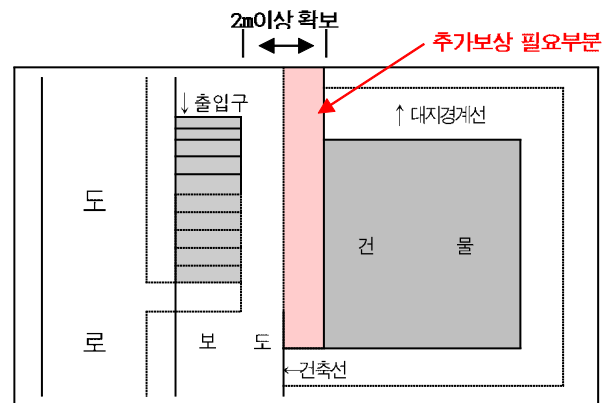 2m이상 확보
추가보상 필요부분
↓출입구
↑ 대지경계선
도
건 물
로
보 도
←건축선